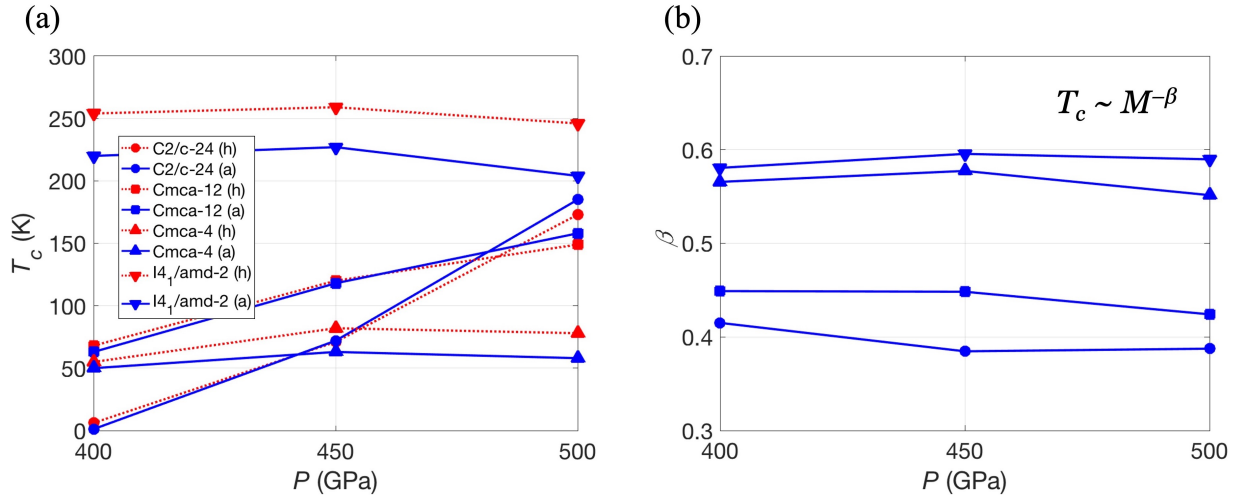 (a)
300
250
200
150
100
50
0
T_c (K)
C2/c-24 (h)
C2/c-24 (a)
Cmca-12 (h)
Cmca-12 (a)
Cmca-4 (h)
Cmca-4 (a)
I4_1/amd-2 (h)
I4_1/amd-2 (a)
400
450
500
P (GPa)
(b)
0.7
0.6
0.5
0.4
0.3
β
T_c ~ M^{-β}
400
450
500
P (GPa)